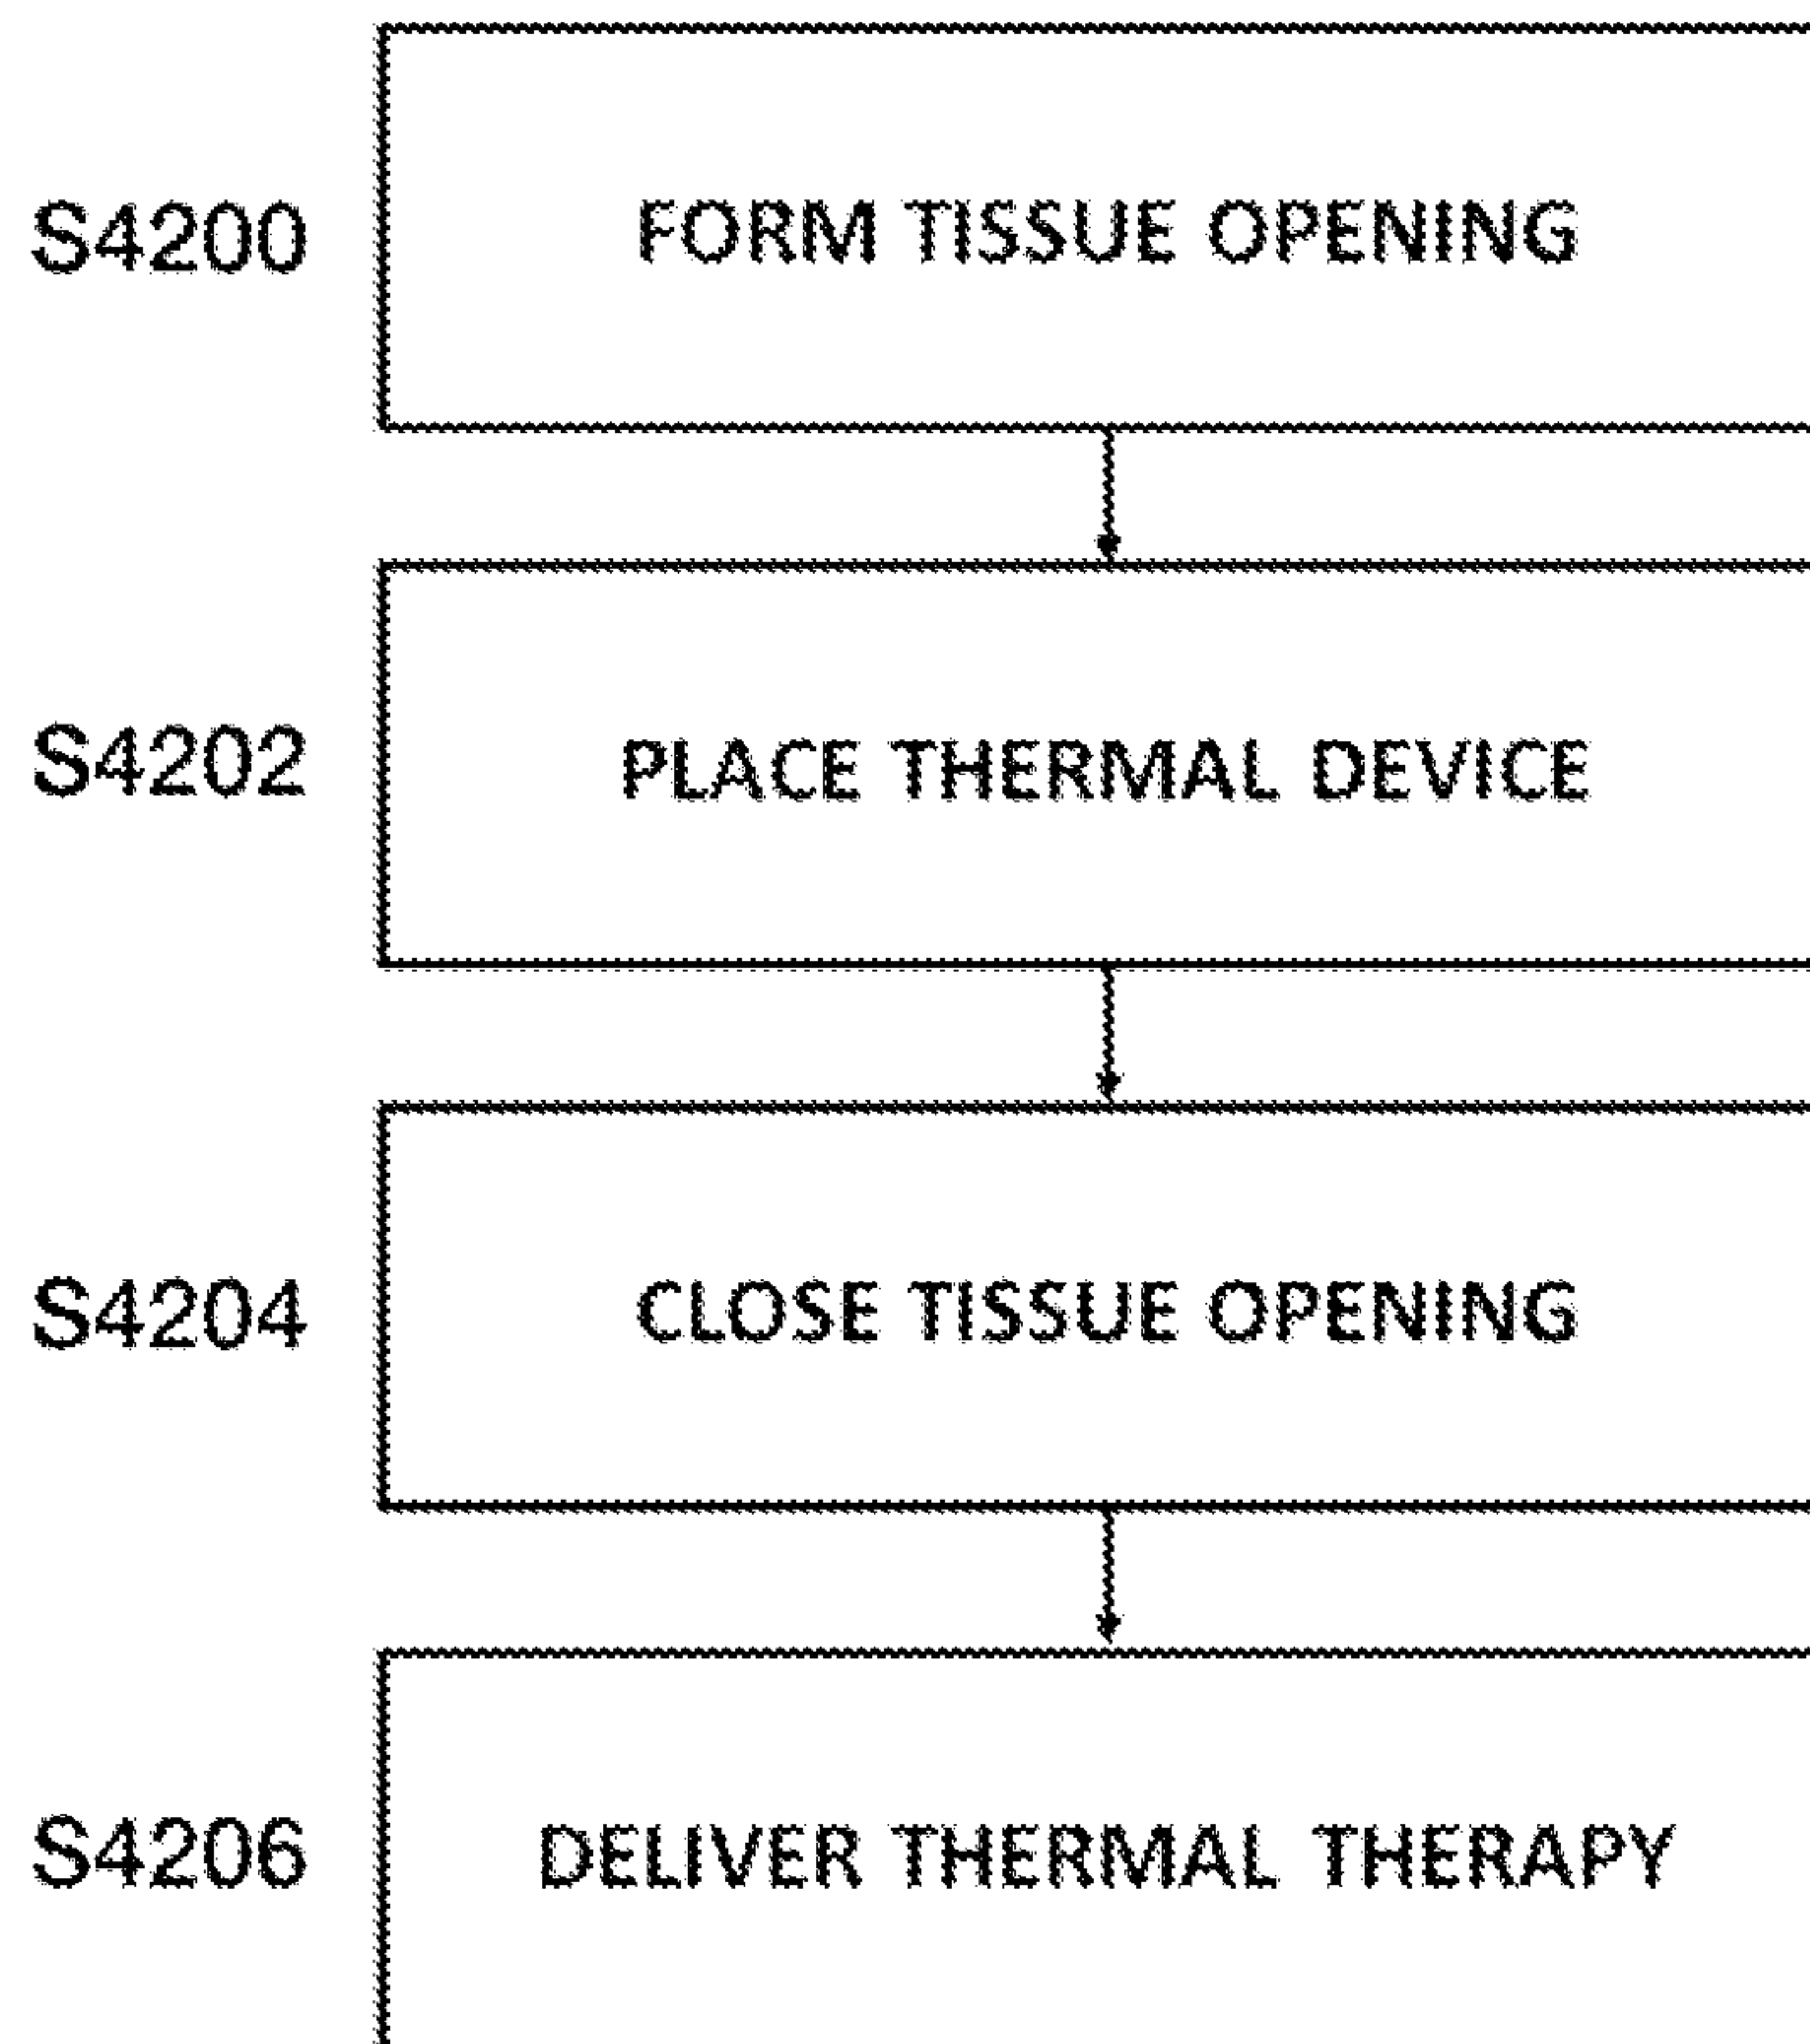 S4200 FORM TISSUE OPENING
S4202 PLACE THERMAL DEVICE
S4204 CLOSE TISSUE OPENING
S4206 DELIVER THERMAL THERAPY